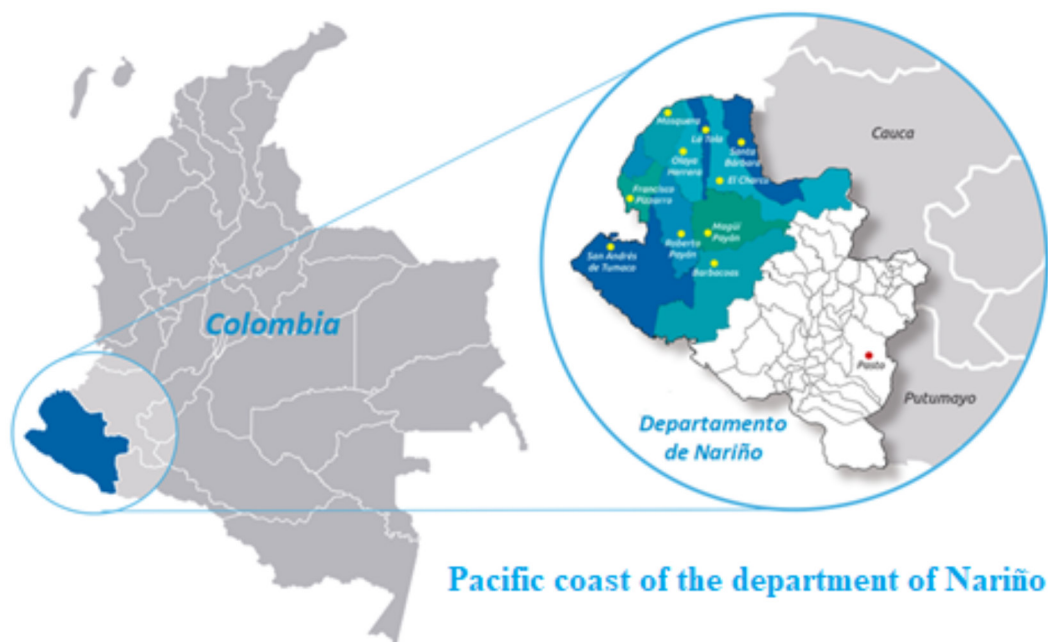 Colombia
Cauca
Mosquera
La Tola
Santa
Bárbara
Olaya
Herrera
El Charco
Francisco
Pizarro
Magüí
Payán
San Andrés
de Tumaco
Roberto
Payán
Barbacoas
Pasto
Putumayo
Departamento
de Nariño
Pacific coast of the department of Nariño